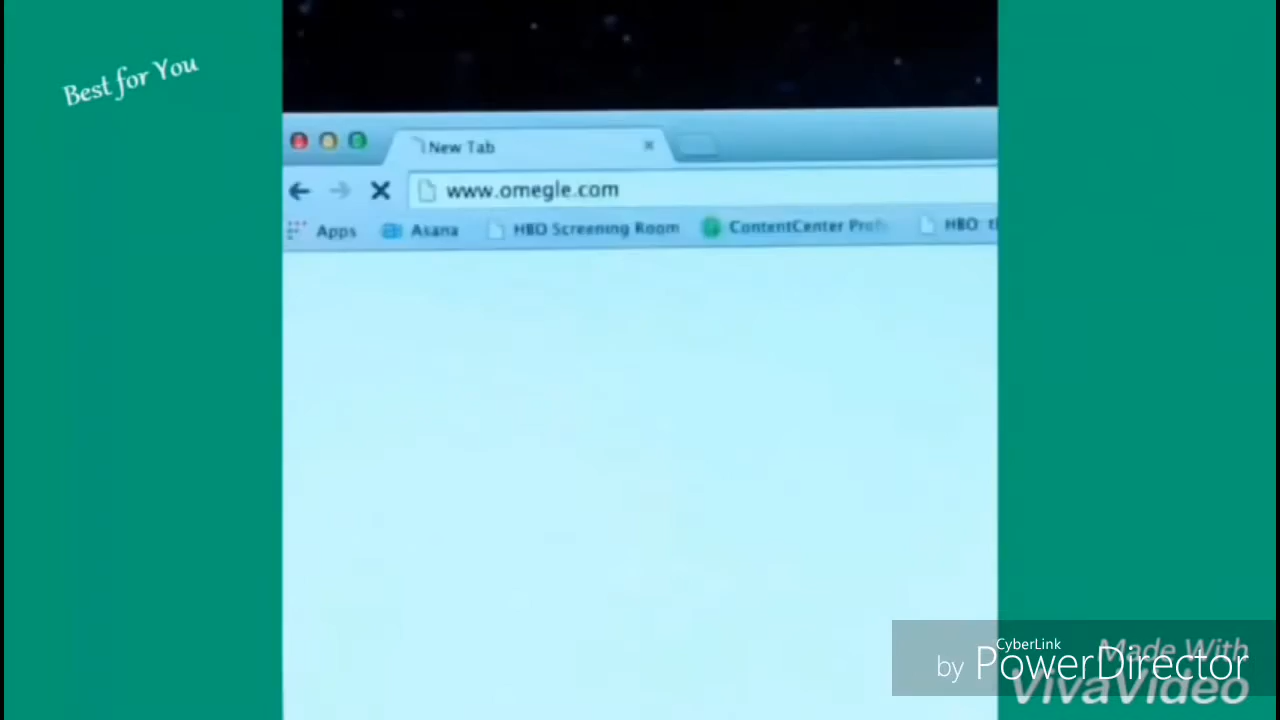 Best for You
New Tab
www.omegle.com
Apps Asana HBO Screening Room ContentCenter HBO
CyberLink
by PowerDirector
Made With
VivaVideo